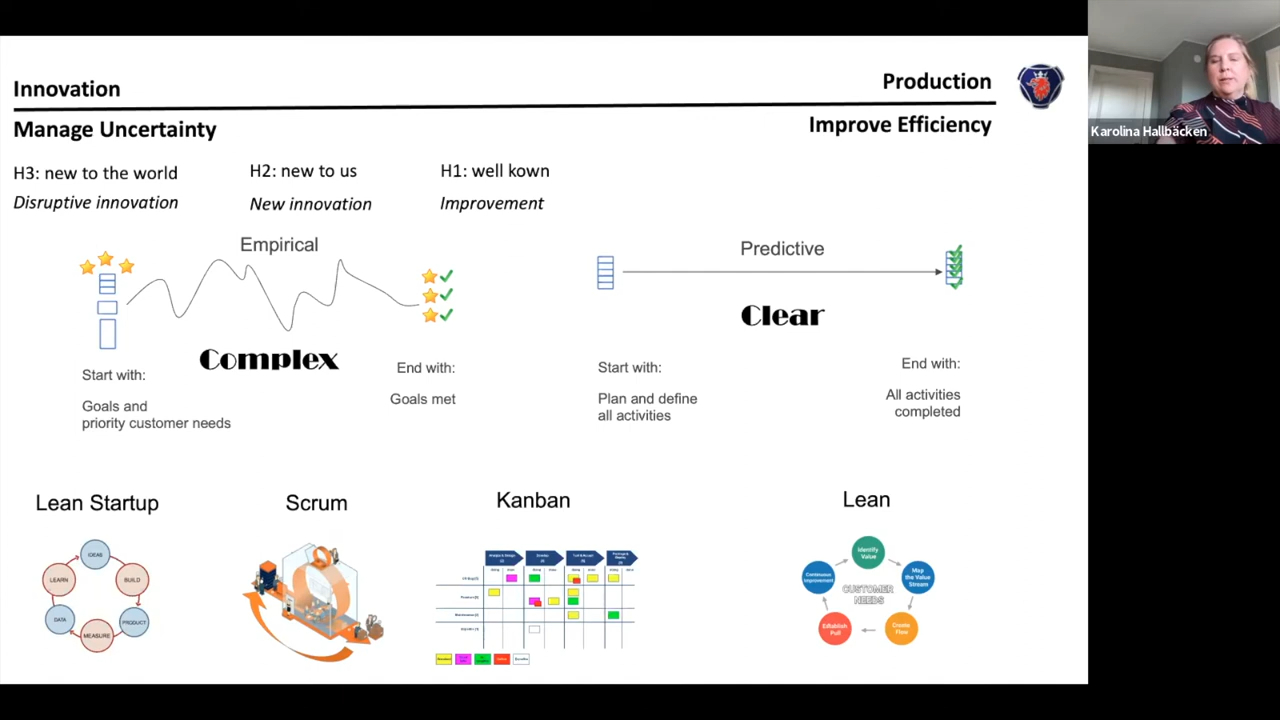 Innovation
Production
Manage Uncertainty
Improve Efficiency
Karolina Hallbäcken
H3: new to the world
H2: new to us
H1: well kown
Disruptive innovation
New innovation
Improvement
Empirical
Predictive
Complex
Clear
Start with:
End with:
Start with:
End with:
Goals and
priority customer needs
Goals met
Plan and define
all activities
All activities
completed
Lean Startup
Scrum
Kanban
Lean
IDEAS
BUILD
PRODUCT
MEASURE
DATA
LEARN
Identify
Value
Map
the Value
Stream
Create
Flow
Establish
Pull
Continuous
Improvement
CUSTOMER
NEEDS